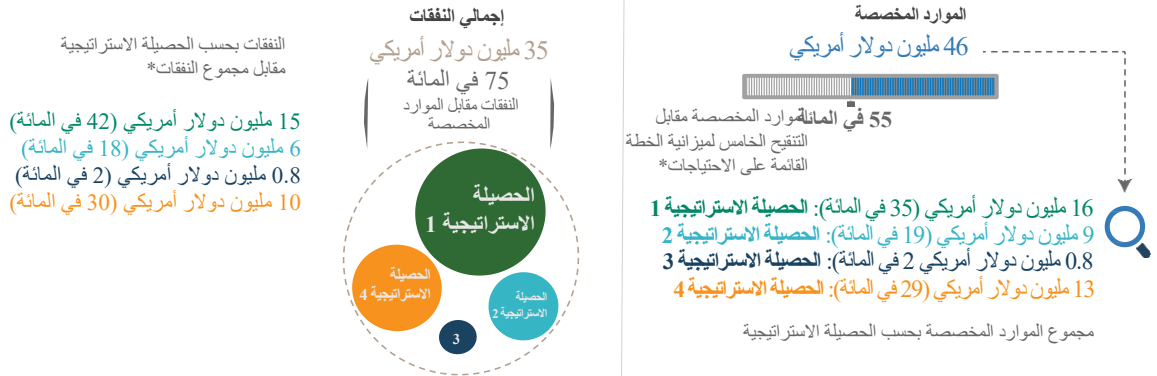 الموارد المخصصة
46 مليون دولار أمريكي
55 في المائة
الموارد المخصصة مقابل
التنقيح الخامس لميزانية الخطة
القائمة على الاحتياجات*
16 مليون دولار أمريكي (35 في المائة): الحصيلة الاستراتيجية 1
9 مليون دولار أمريكي (19 في المائة): الحصيلة الاستراتيجية 2
0.8 مليون دولار أمريكي 2 في المائة): الحصيلة الاستراتيجية 3
13 مليون دولار أمريكي (29 في المائة): الحصيلة الاستراتيجية 4
مجموع الموارد المخصصة بحسب الحصيلة الاستراتيجية
إجمالي النفقات
35 مليون دولار أمريكي
75 في المائة
النفقات مقابل الموارد
المخصصة
الحصيلة
الاستراتيجية 1
الحصيلة
الاستراتيجية 4
الحصيلة
الاستراتيجية 2
3
النفقات بحسب الحصيلة الاستراتيجية
مقابل مجموع النفقات*
15 مليون دولار أمريكي (42 في المائة)
6 مليون دولار أمريكي (18 في المائة)
0.8 مليون دولار أمريكي (2 في المائة)
10 مليون دولار أمريكي (30 في المائة)